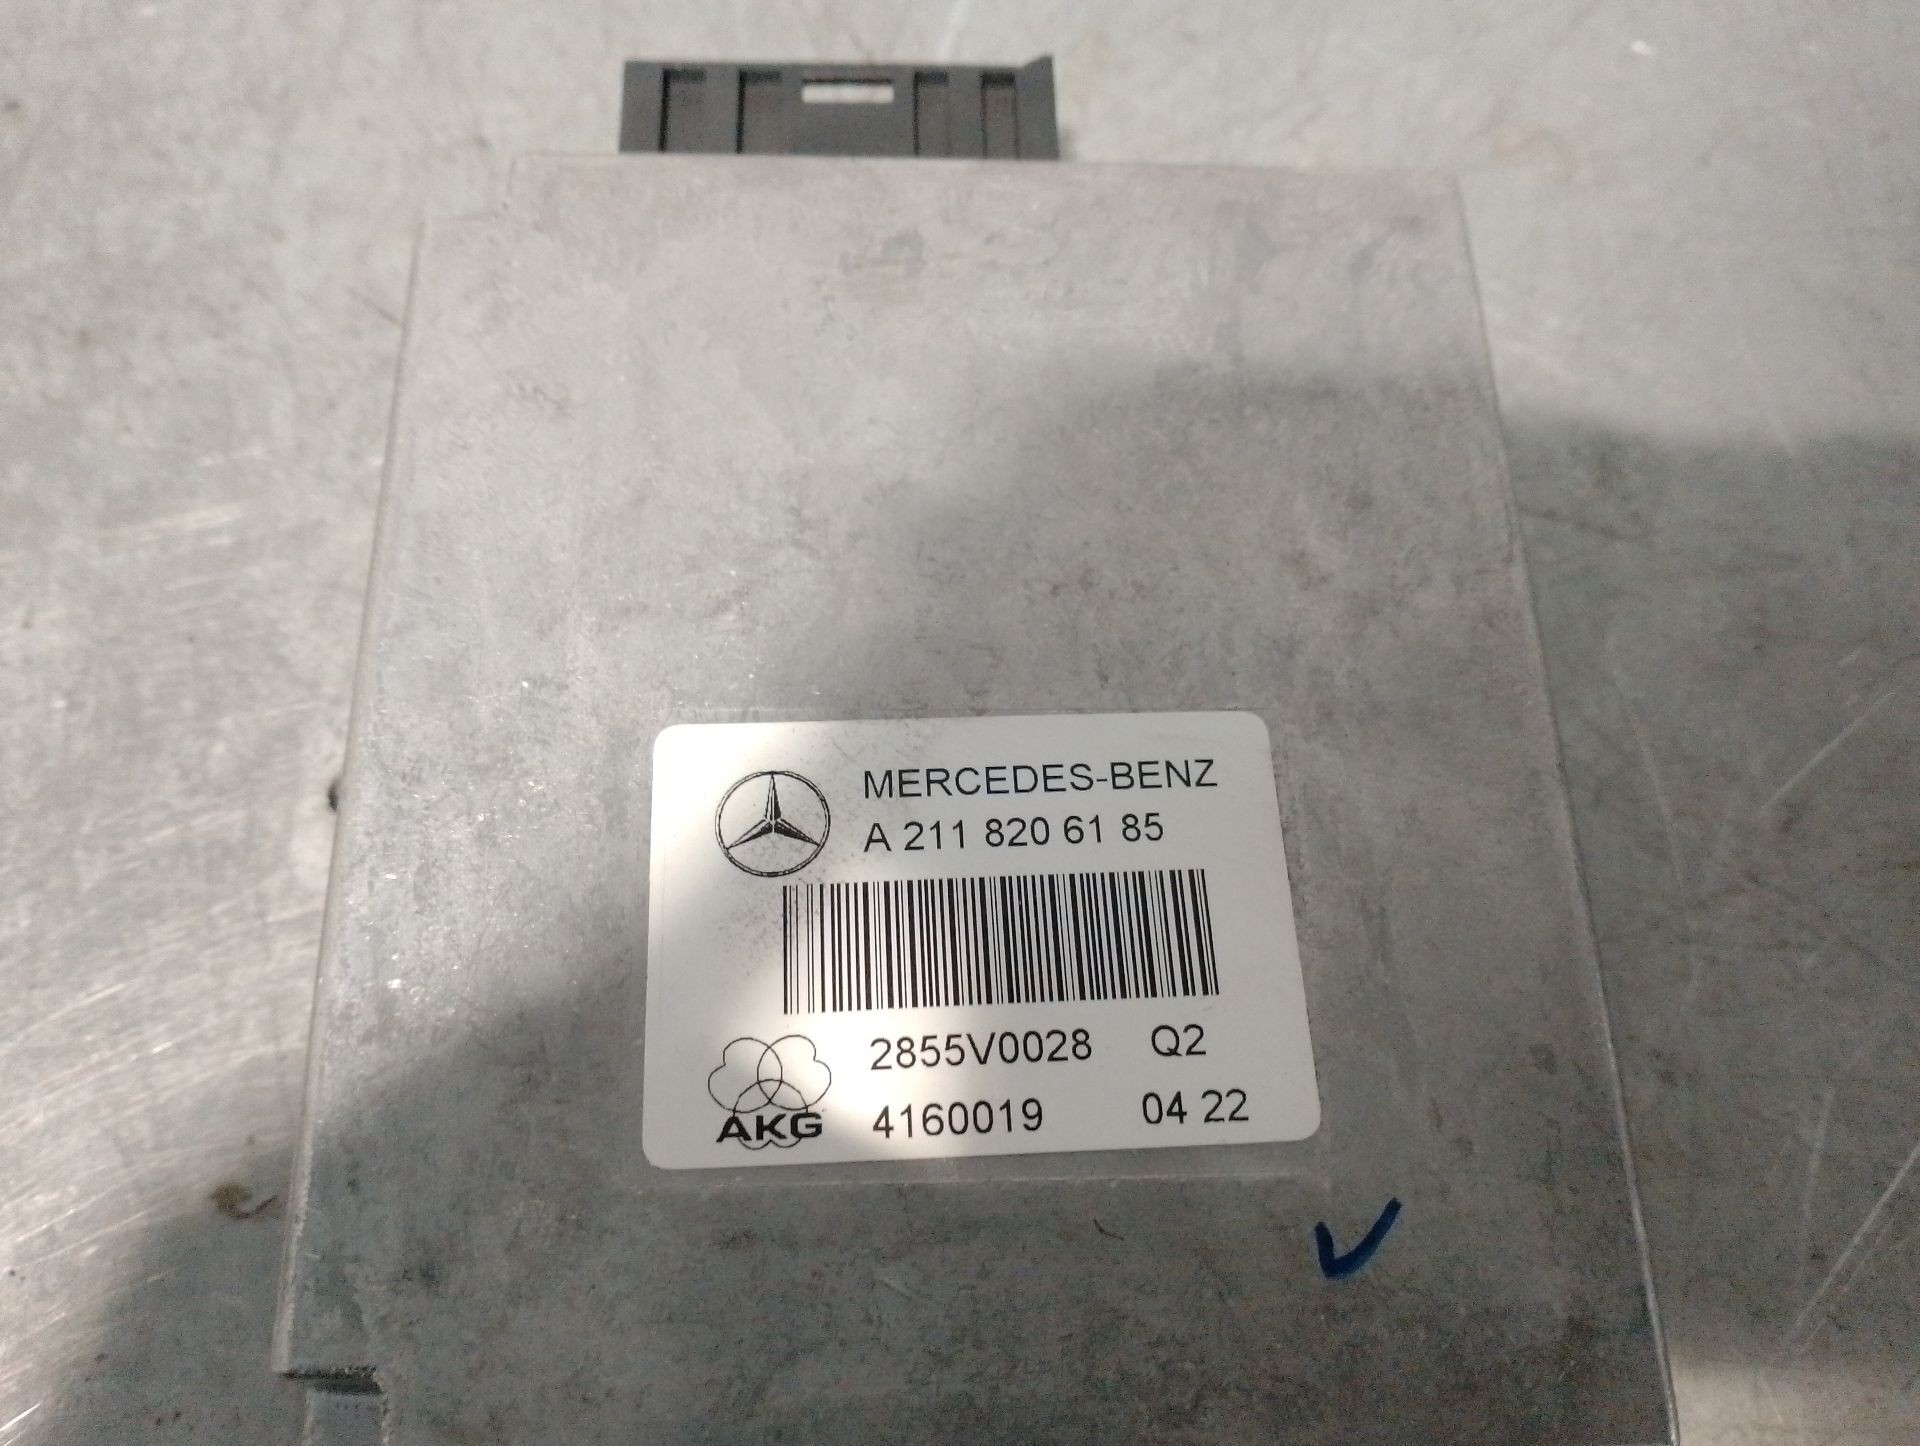 MERCEDES-BENZ
A 211 820 61 85
2855V0028 Q2
AKG 4160019 04 22